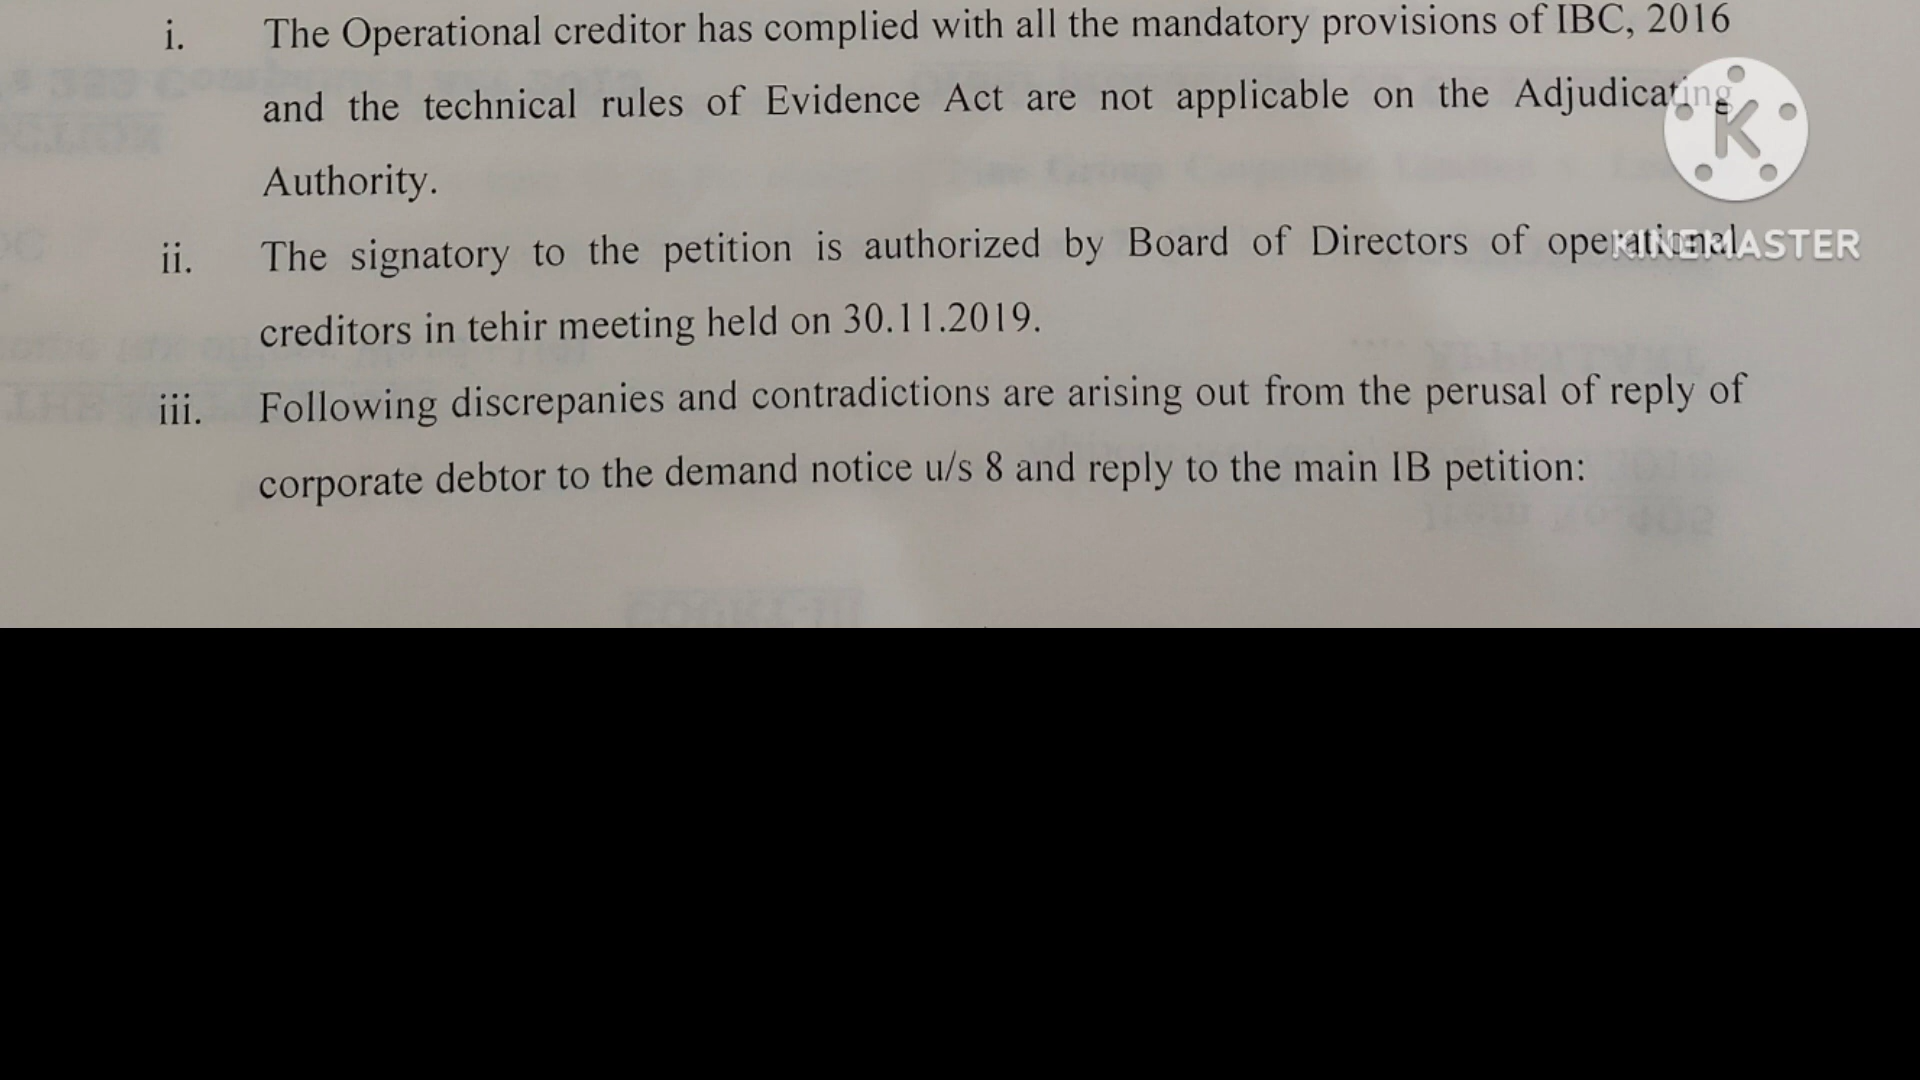 i. The Operational creditor has complied with all the mandatory provisions of IBC, 2016
and the technical rules of Evidence Act are not applicable on the Adjudicating
Authority.
ii. The signatory to the petition is authorized by Board of Directors of operational
creditors in tehir meeting held on 30.11.2019.
iii. Following discrepanies and contradictions are arising out from the perusal of reply of
corporate debtor to the demand notice u/s 8 and reply to the main IB petition:
K
KINEMASTER